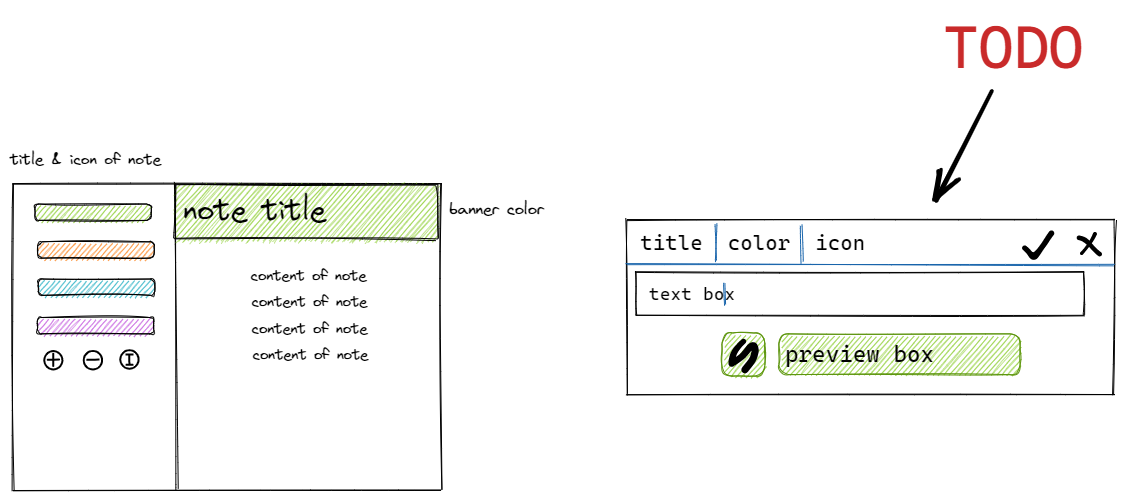 TODO
title & icon of note
note title
banner color
content of note
content of note
content of note
content of note
title
color
icon
text box
preview box